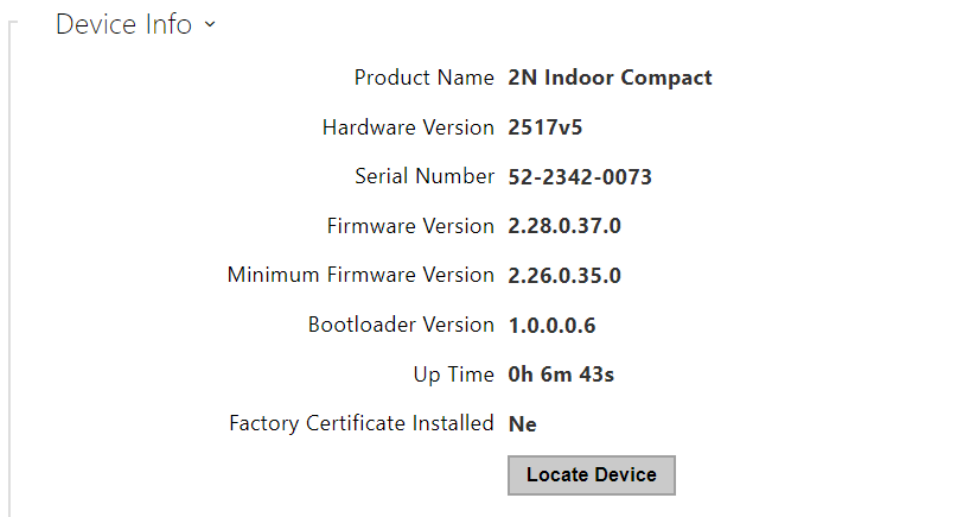 Device Info
Product Name 2N Indoor Compact
Hardware Version 2517v5
Serial Number 52-2342-0073
Firmware Version 2.28.0.37.0
Minimum Firmware Version 2.26.0.35.0
Bootloader Version 1.0.0.0.6
Up Time 0h 6m 43s
Factory Certificate Installed Ne
Locate Device